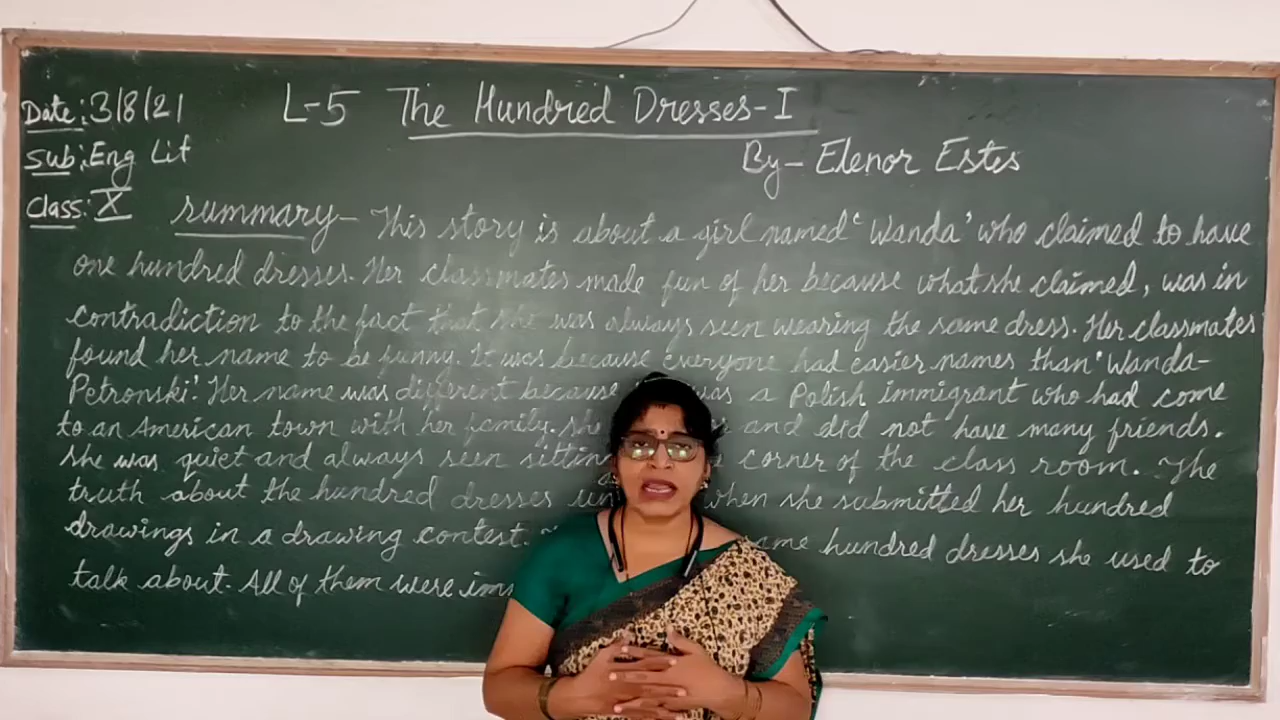 Date: 3/8/21 L-5 The Hundred Dresses-I
Sub: Eng Lit By- Elenor Estes
Class: X summary- This story is about a girl named 'Wanda' who claimed to have
one hundred dresses. Her classmates made fun of her because what she claimed, was in
contradiction to the fact that she was always seen wearing the same dress. Her classmates
found her name to be funny. It was because everyone had easier names than 'Wanda-
Petronski'. Her name was different because was a Polish immigrant who had come
to an American town with her family. she and did not have many friends.
she was quiet and always seen sitting corner of the class room. The
truth about the hundred dresses when she submitted her hundred
drawings in a drawing contest. hundred dresses she used to
talk about. All of them were